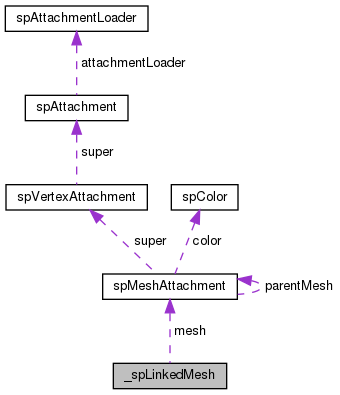 spAttachmentLoader
attachmentLoader
spAttachment
super
spVertexAttachment
spColor
super
color
spMeshAttachment
parentMesh
mesh
_spLinkedMesh